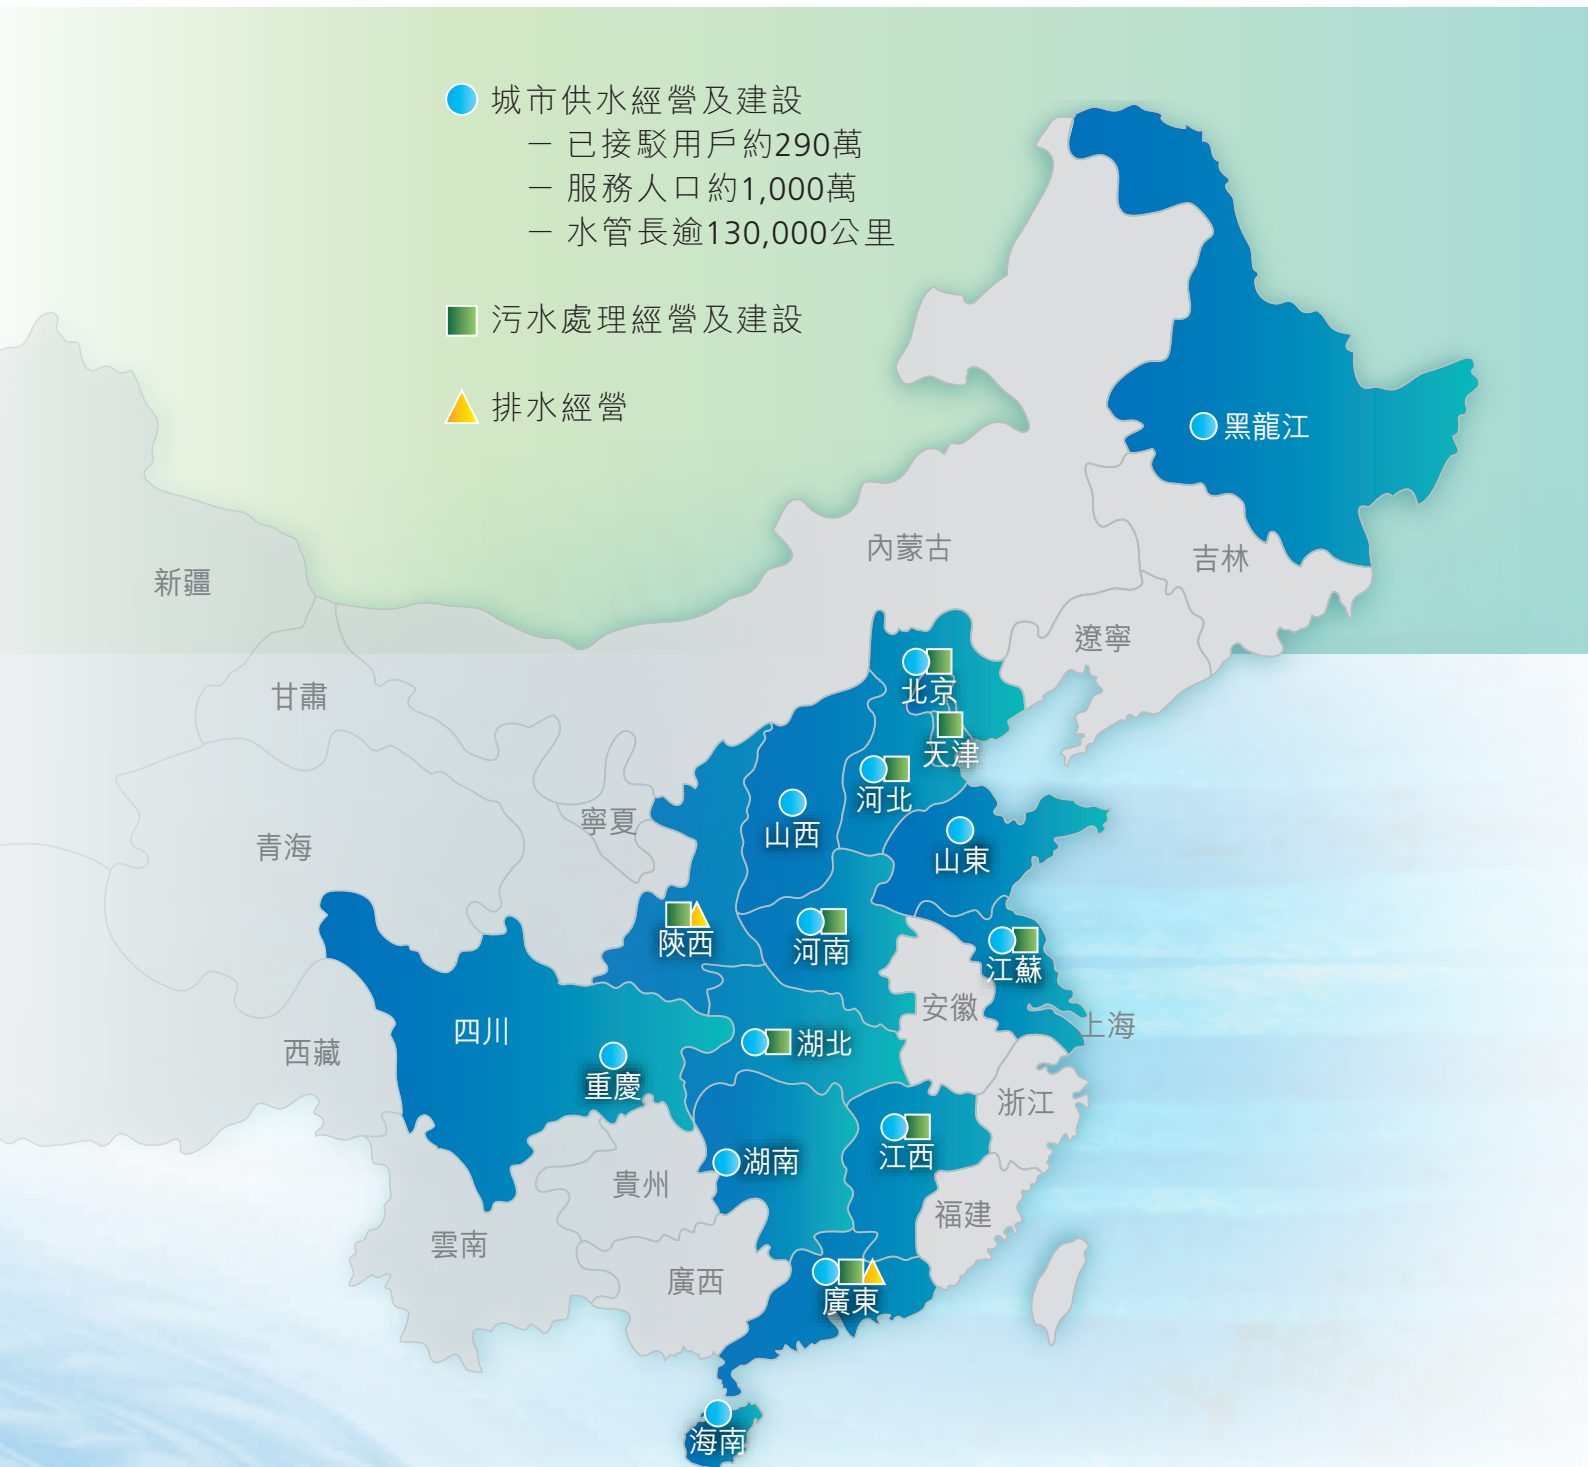 城市供水經營及建設
– 已接駁用戶約290萬
– 服務人口約1,000萬
– 水管長逾130,000公里
污水處理經營及建設
排水經營
黑龍江
內蒙古
吉林
新疆
遼寧
北京
甘肅
天津
河北
寧夏
山西
青海
山東
陝西
河南
江蘇
安徽
上海
四川
湖北
西藏
重慶
浙江
江西
湖南
貴州
福建
雲南
廣西
廣東
海南